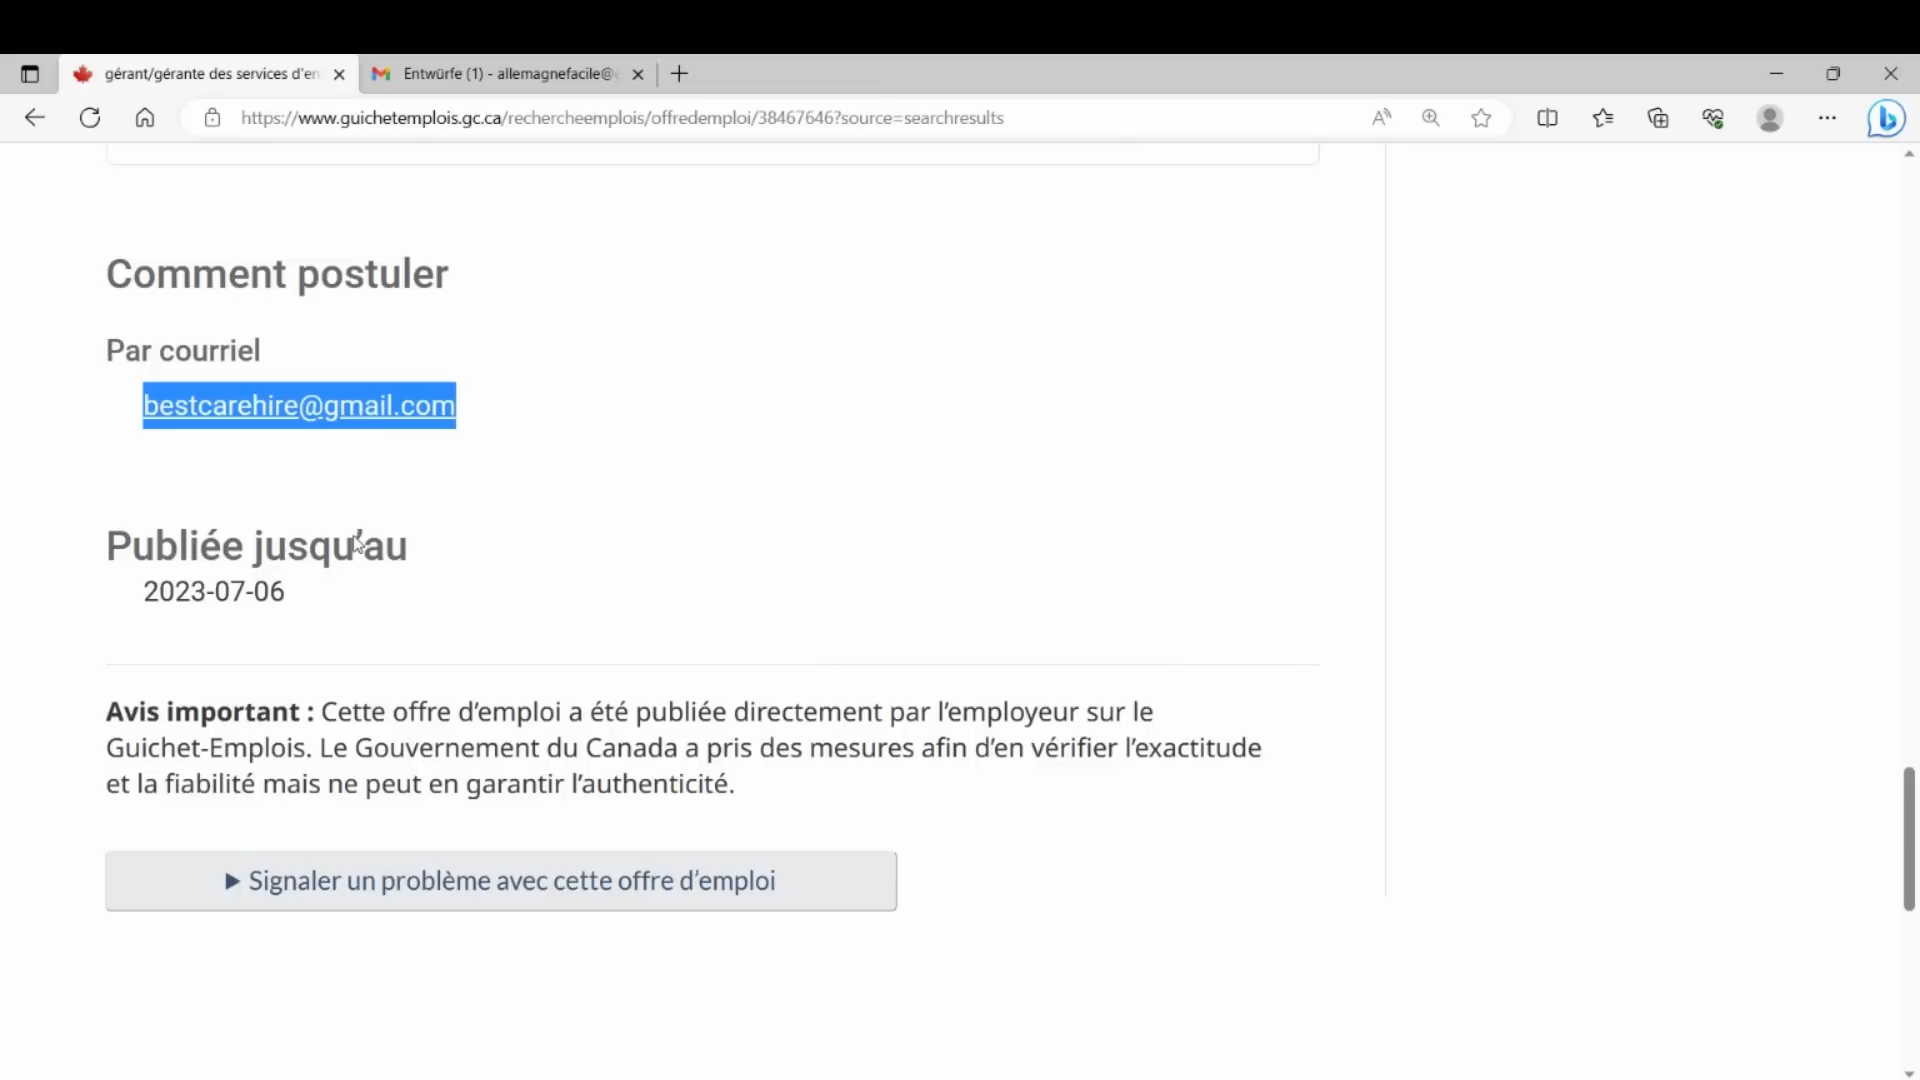 gérant/gérante des services d'en
Entwürfe (1) - allemagnefacile@
https://www.guichetemplois.gc.ca/rechercheemplois/offredemploi/38467646?source=searchresults
Comment postuler
Par courriel
bestcarehire@gmail.com
Publiée jusqu’au
2023-07-06
Avis important : Cette offre d’emploi a été publiée directement par l’employeur sur le
Guichet-Emplois. Le Gouvernement du Canada a pris des mesures afin d’en vérifier l’exactitude
et la fiabilité mais ne peut en garantir l’authenticité.
Signaler un problème avec cette offre d’emploi